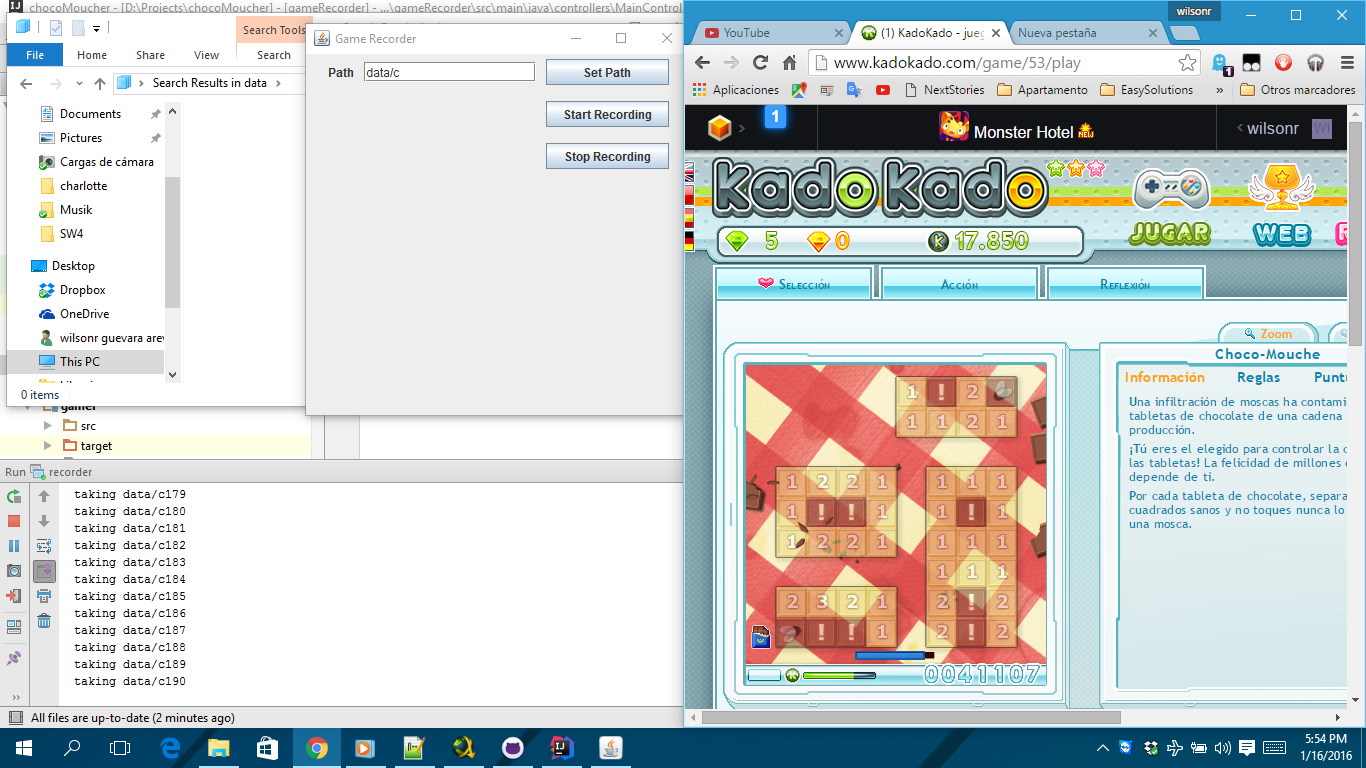 chocoMoucher - [D:\Projects\chocoMoucher] - [gameRecorder] - ...\gameRecorder\src\main\java\controllers\MainControl
Search Tools
File Home Share View Search
Search Results in data
Documents
Pictures
Cargas de cámara
charlotte
Musik
SW4
Desktop
Dropbox
OneDrive
wilsonr guevara arev
This PC
0 items
Game Recorder
Path data/c Set Path
Start Recording
Stop Recording
gamer
src
target
Run recorder
taking data/c179
taking data/c180
taking data/c181
taking data/c182
taking data/c183
taking data/c184
taking data/c185
taking data/c186
taking data/c187
taking data/c188
taking data/c189
taking data/c190
All files are up-to-date (2 minutes ago)
wilsonr
YouTube (1) KadoKado - jueg Nueva pestaña
www.kadokado.com/game/53/play
1
Aplicaciones NextStories Apartamento EasySolutions » Otros marcadores
1 Monster Hotel NEW wilsonr WI
kadokado
JUGAR WEB
5 0 K 17.850
Selección Acción Reflexión
Zoom
Choco-Mouche
Información Reglas Puntu
Una infiltración de moscas ha contami
tabletas de chocolate de una cadena
producción.
¡Tú eres el elegido para controlar la c
las tabletas! La felicidad de millones
depende de ti.
Por cada tableta de chocolate, separa
cuadrados sanos y no toques nunca lo
una mosca.
1 ! 2
1 1 2 1
1 2 2 1
1 ! ! 1
1 2 2 1
1 1 1
1 ! 1
1 1 1
1 1 1
2 ! 2
2 ! 2
2 3 2 1
! ! 1
0041107
5:54 PM
1/16/2016